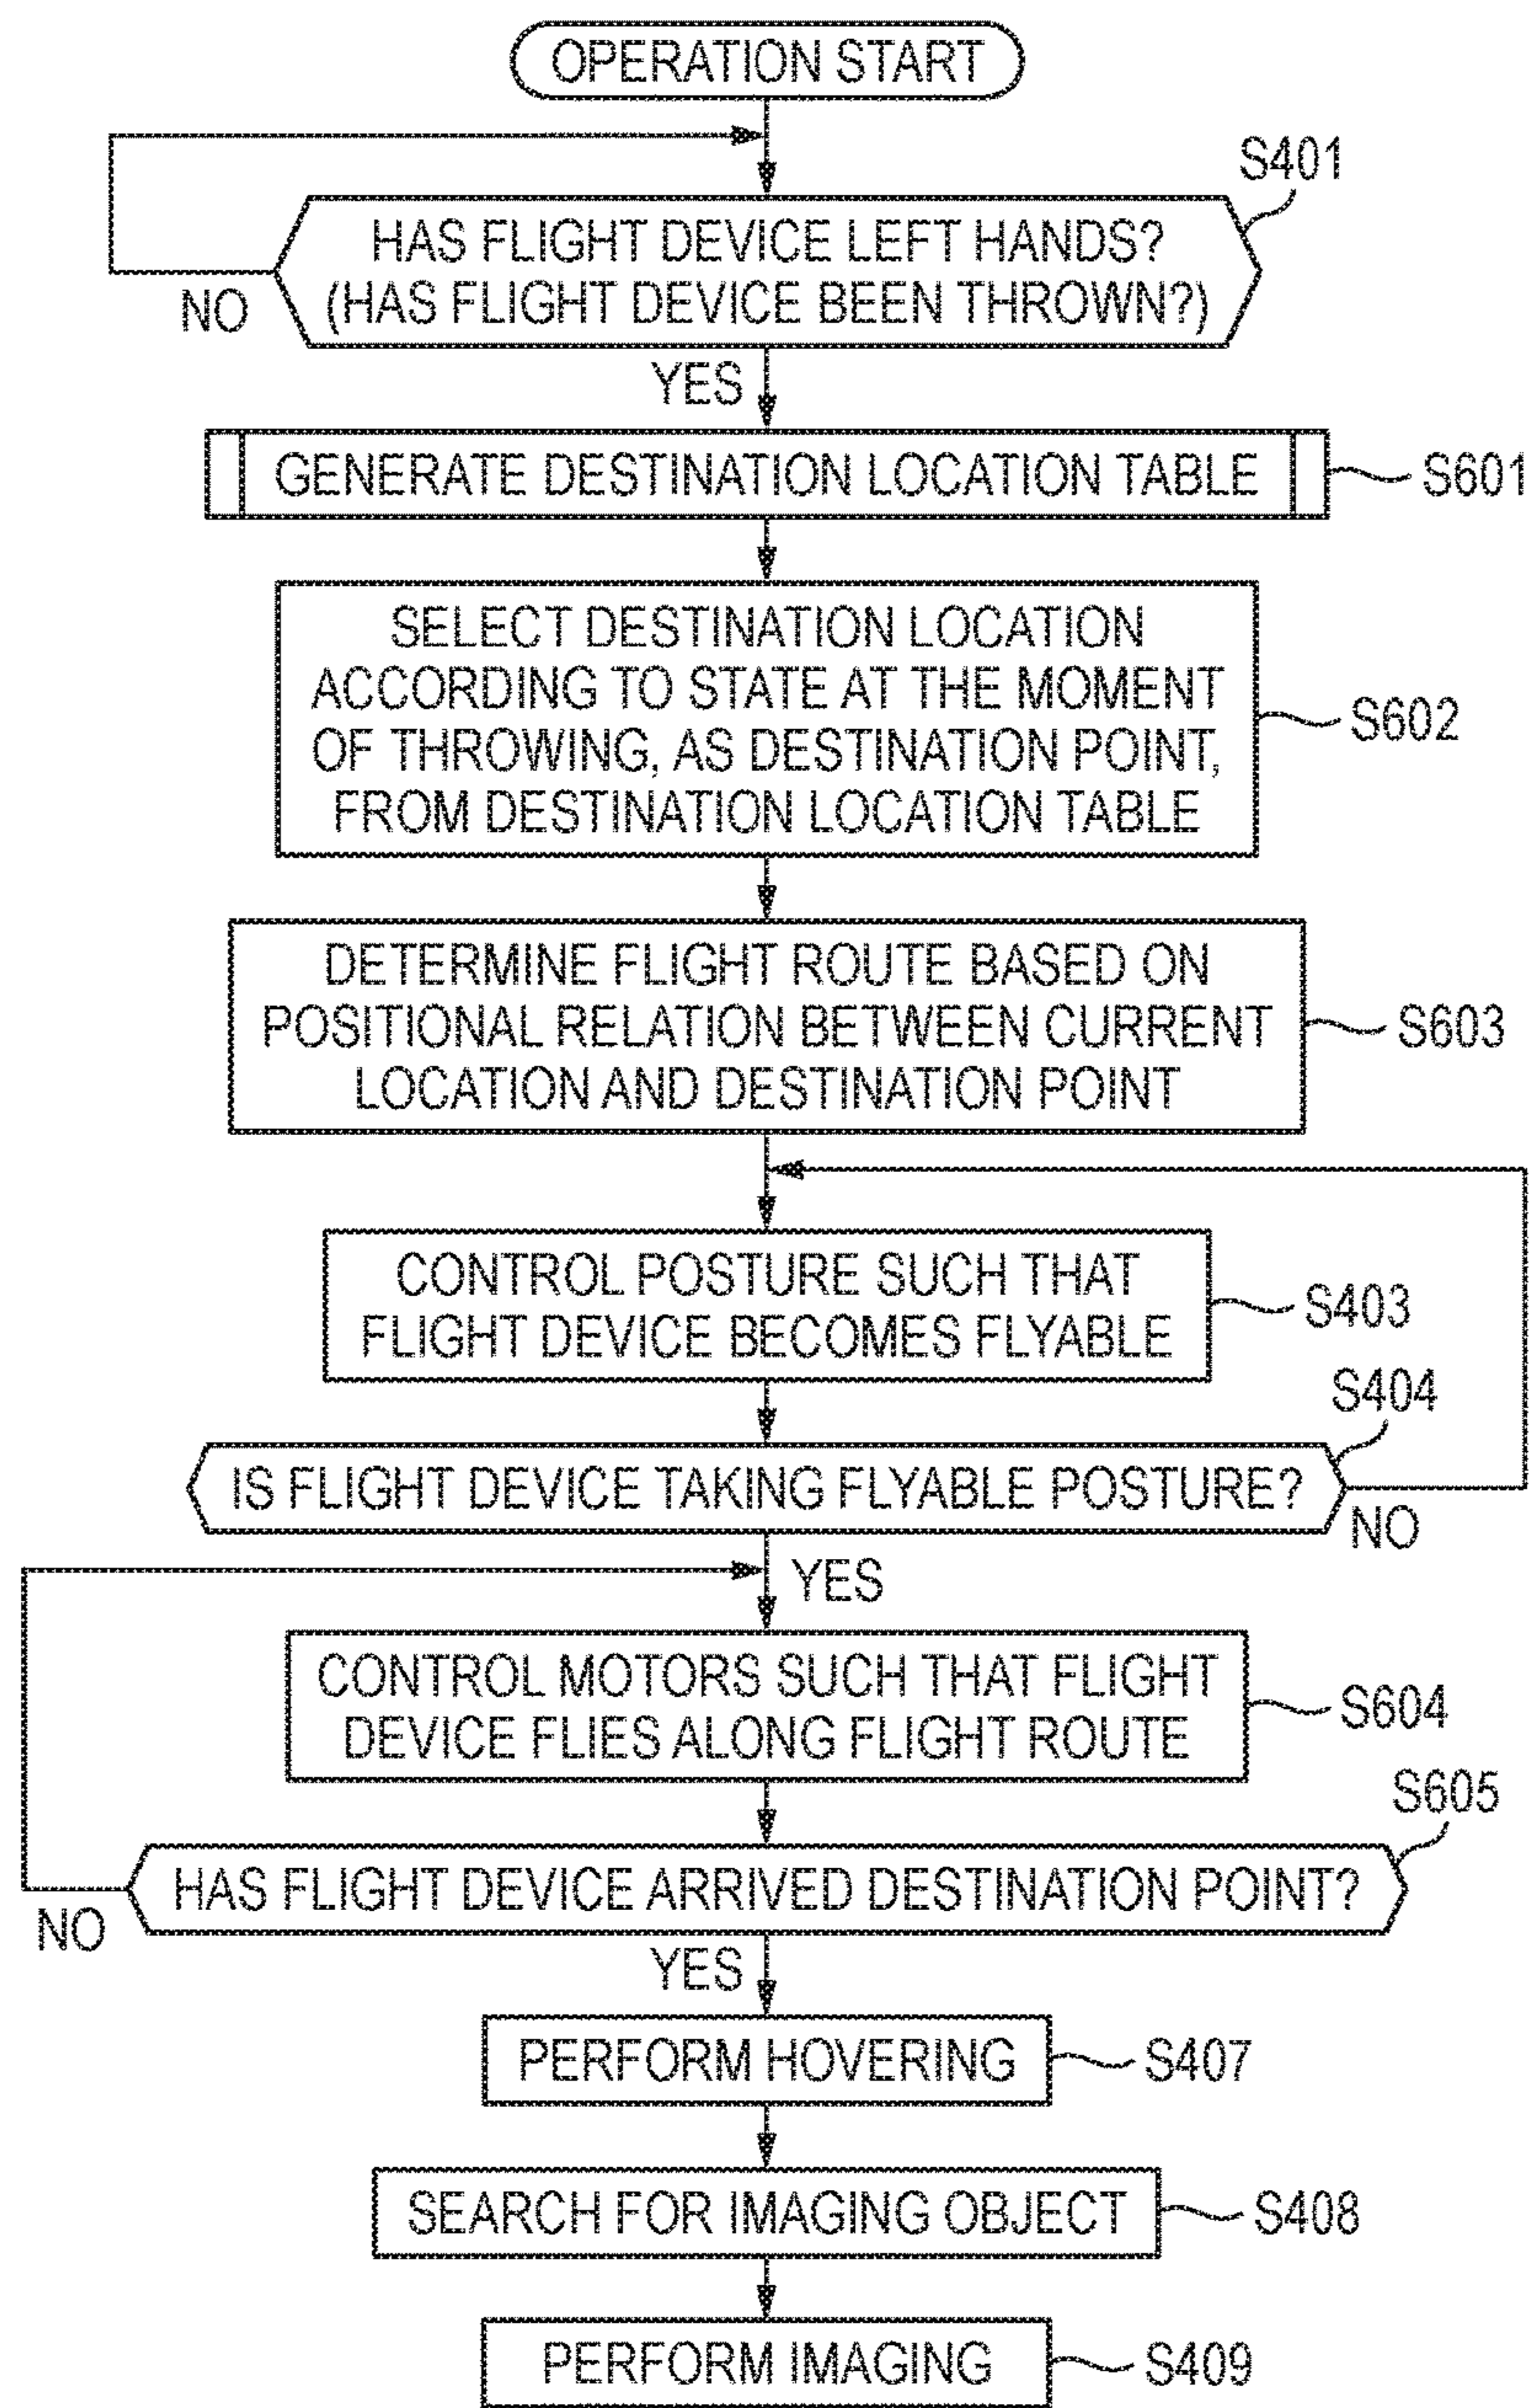 OPERATION START
S401
HAS FLIGHT DEVICE LEFT HANDS?
(HAS FLIGHT DEVICE BEEN THROWN?)
NO
YES
GENERATE DESTINATION LOCATION TABLE
S601
SELECT DESTINATION LOCATION
ACCORDING TO STATE AT THE MOMENT
OF THROWING, AS DESTINATION POINT,
FROM DESTINATION LOCATION TABLE
S602
DETERMINE FLIGHT ROUTE BASED ON
POSITIONAL RELATION BETWEEN CURRENT
LOCATION AND DESTINATION POINT
S603
CONTROL POSTURE SUCH THAT
FLIGHT DEVICE BECOMES FLYABLE
S403
S404
IS FLIGHT DEVICE TAKING FLYABLE POSTURE?
NO
YES
CONTROL MOTORS SUCH THAT FLIGHT
DEVICE FLIES ALONG FLIGHT ROUTE
S604
S605
HAS FLIGHT DEVICE ARRIVED DESTINATION POINT?
NO
YES
PERFORM HOVERING
S407
SEARCH FOR IMAGING OBJECT
S408
PERFORM IMAGING
S409